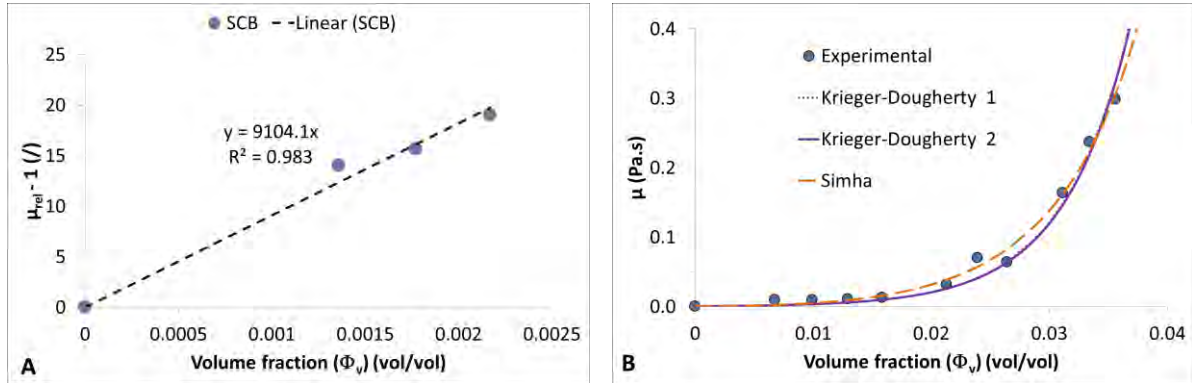 SCB
Linear (SCB)
25
20
15
10
5
0
μrel - 1 (/)
y = 9104.1x
R² = 0.983
0
0.0005
0.001
0.0015
0.002
0.0025
Volume fraction (Φv) (vol/vol)
A
0.4
0.3
0.2
0.1
0.0
μ (Pa.s)
Experimental
Krieger-Dougherty 1
Krieger-Dougherty 2
Simha
0.00
0.01
0.02
0.03
0.04
Volume fraction (Φv) (vol/vol)
B